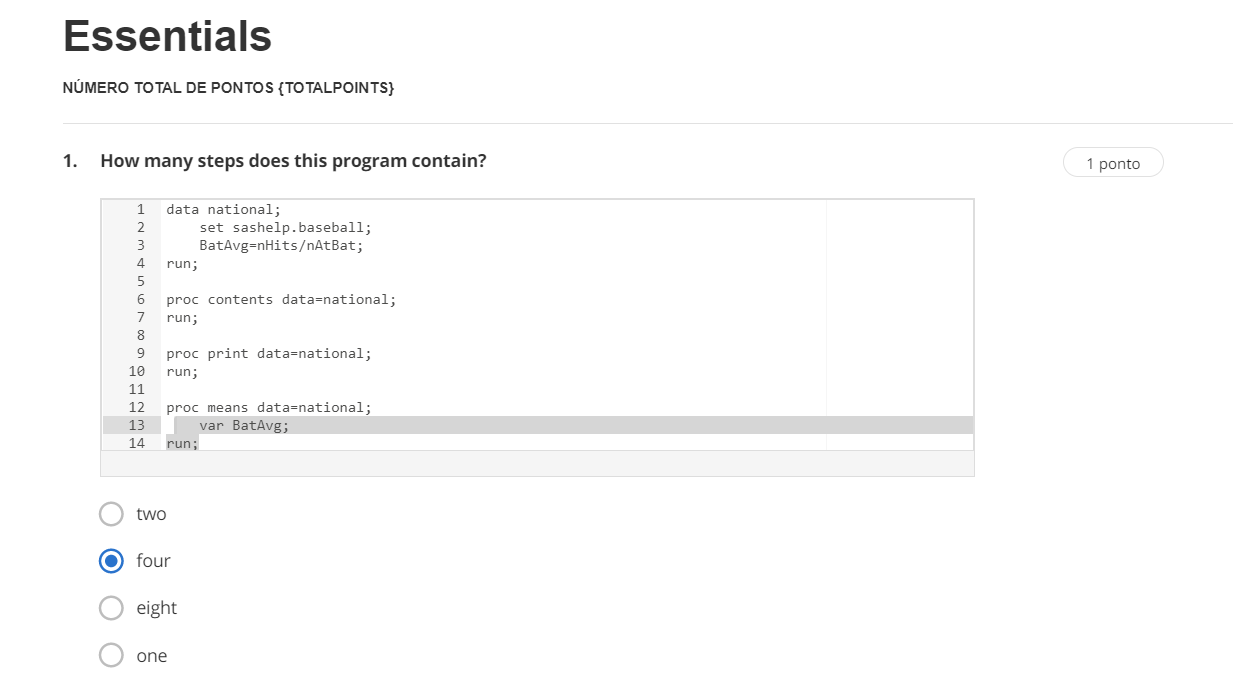 Essentials
NÚMERO TOTAL DE PONTOS {TOTALPOINTS}
1. How many steps does this program contain?
1 ponto
1 data national;
2     set sashelp.baseball;
3     BatAvg=nHits/nAtBat;
4 run;
5
6 proc contents data=national;
7 run;
8
9 proc print data=national;
10 run;
11
12 proc means data=national;
13     var BatAvg;
14 run;
two
four
eight
one